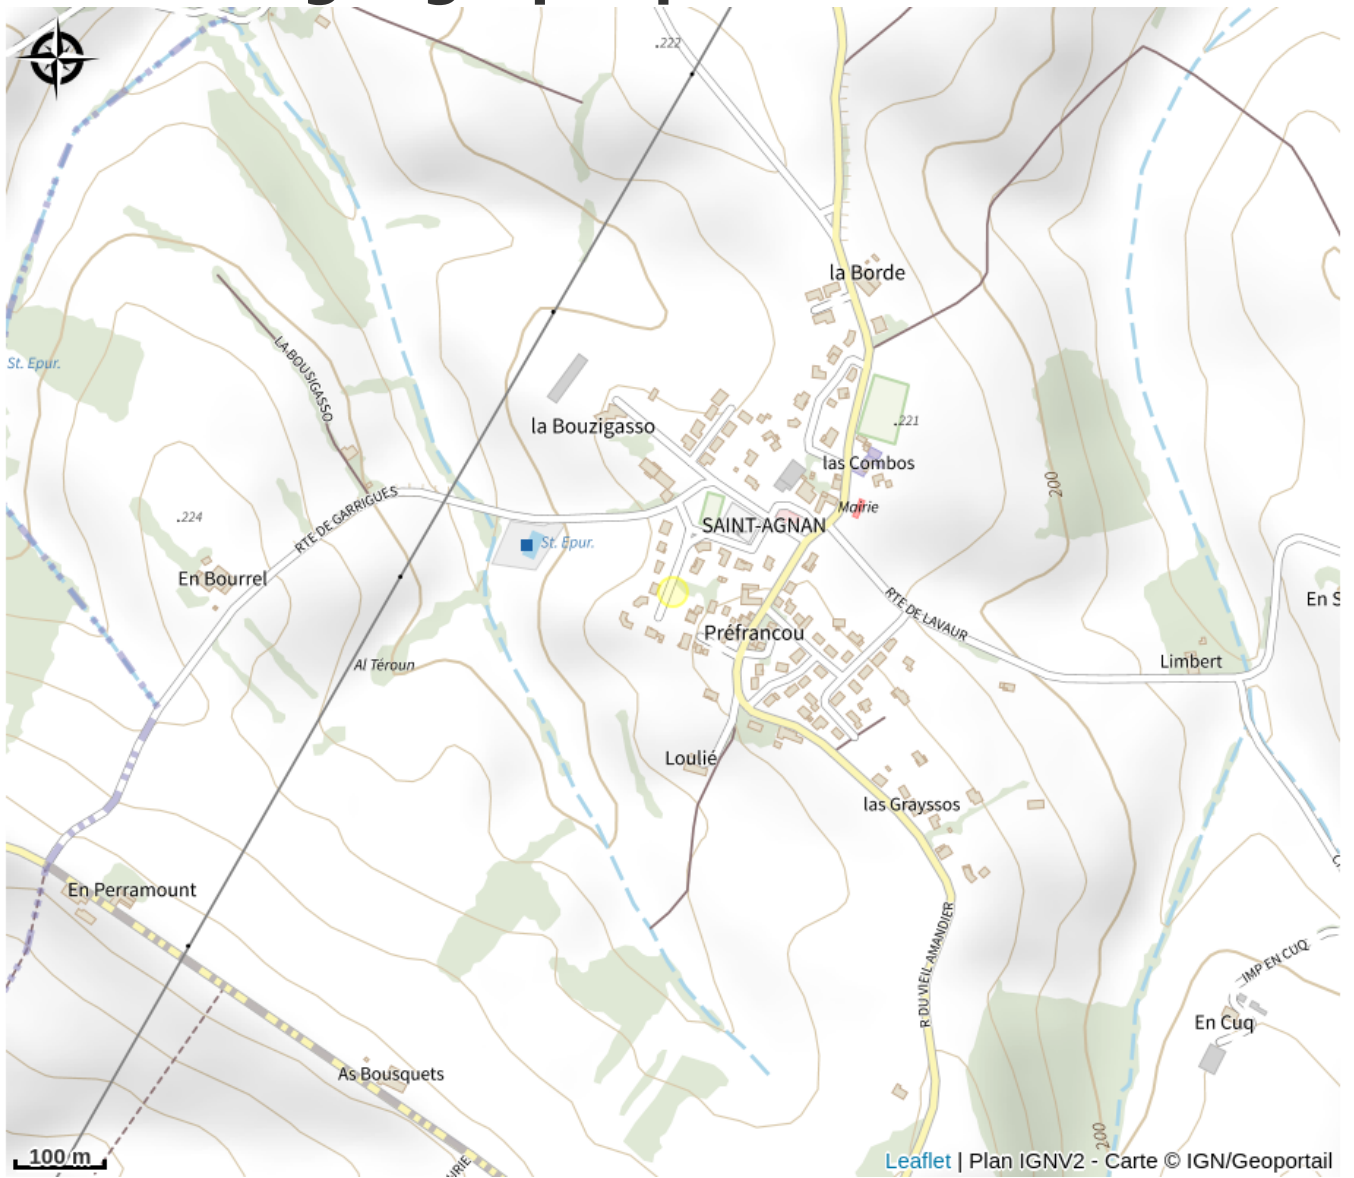 .222
la Borde
St. Epur.
LA BOUSIGASSO
la Bouzigasso
.221
las Combos
200
RTE DE GARRIGUES
Mairie
.224
SAINT-AGNAN
St. Epur.
En Bourrel
RTE DE LAVAUR
En S
Préfrancou
Al Téroun
Limbert
Loulié
las Grayssos
En Perramount
R DU VIEIL AMANDIER
IMP EN CUQ
En Cuq
As Bousquets
200
100 m
URIE
Leaflet | Plan IGNV2 - Carte © IGN/Geoportail